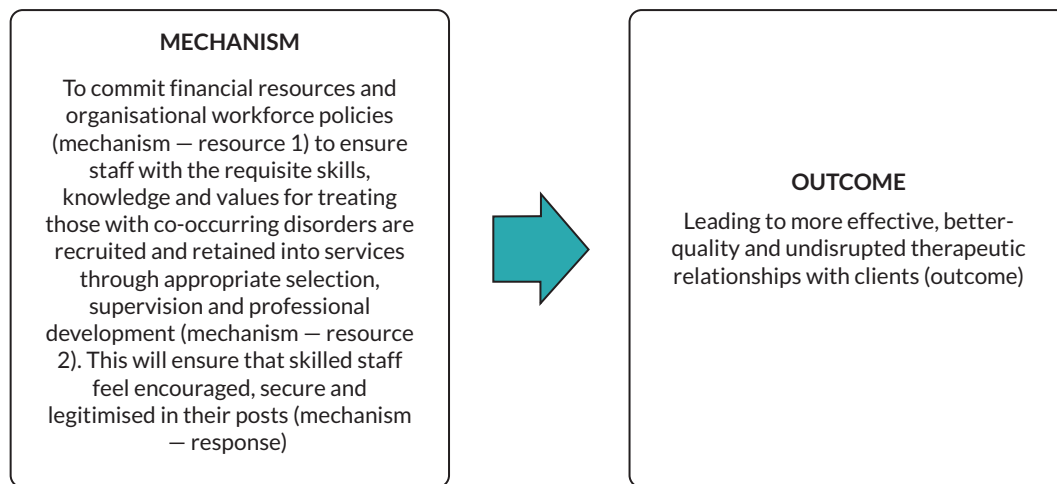 MECHANISM
To commit financial resources and
organisational workforce policies
(mechanism — resource 1) to ensure
staff with the requisite skills,
knowledge and values for treating
those with co-occurring disorders are
recruited and retained into services
through appropriate selection,
supervision and professional
development (mechanism — resource
2). This will ensure that skilled staff
feel encouraged, secure and
legitimised in their posts (mechanism
— response)
OUTCOME
Leading to more effective, better-
quality and undisrupted therapeutic
relationships with clients (outcome)